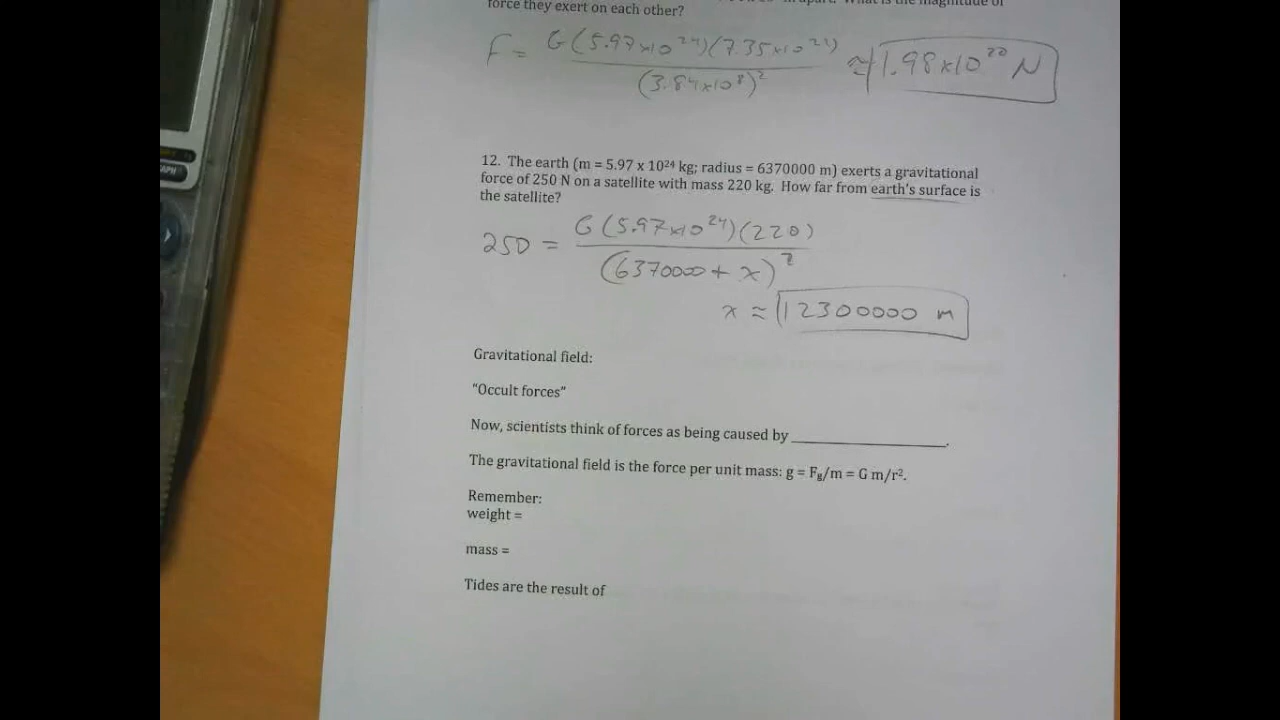 force they exert on each other?
F = G(5.97×10²⁴)(7.35×10²²) / (3.84×10⁸)² ≈ 1.98×10²⁰ N
12. The earth (m = 5.97 x 10²⁴ kg; radius = 6370000 m) exerts a gravitational
force of 250 N on a satellite with mass 220 kg. How far from earth's surface is
the satellite?
250 = G(5.97×10²⁴)(220) / (6370000 + x)²
x ≈ 12300000 m
Gravitational field:
"Occult forces"
Now, scientists think of forces as being caused by ____________________.
The gravitational field is the force per unit mass: g = Fg/m = G m/r².
Remember:
weight =
mass =
Tides are the result of